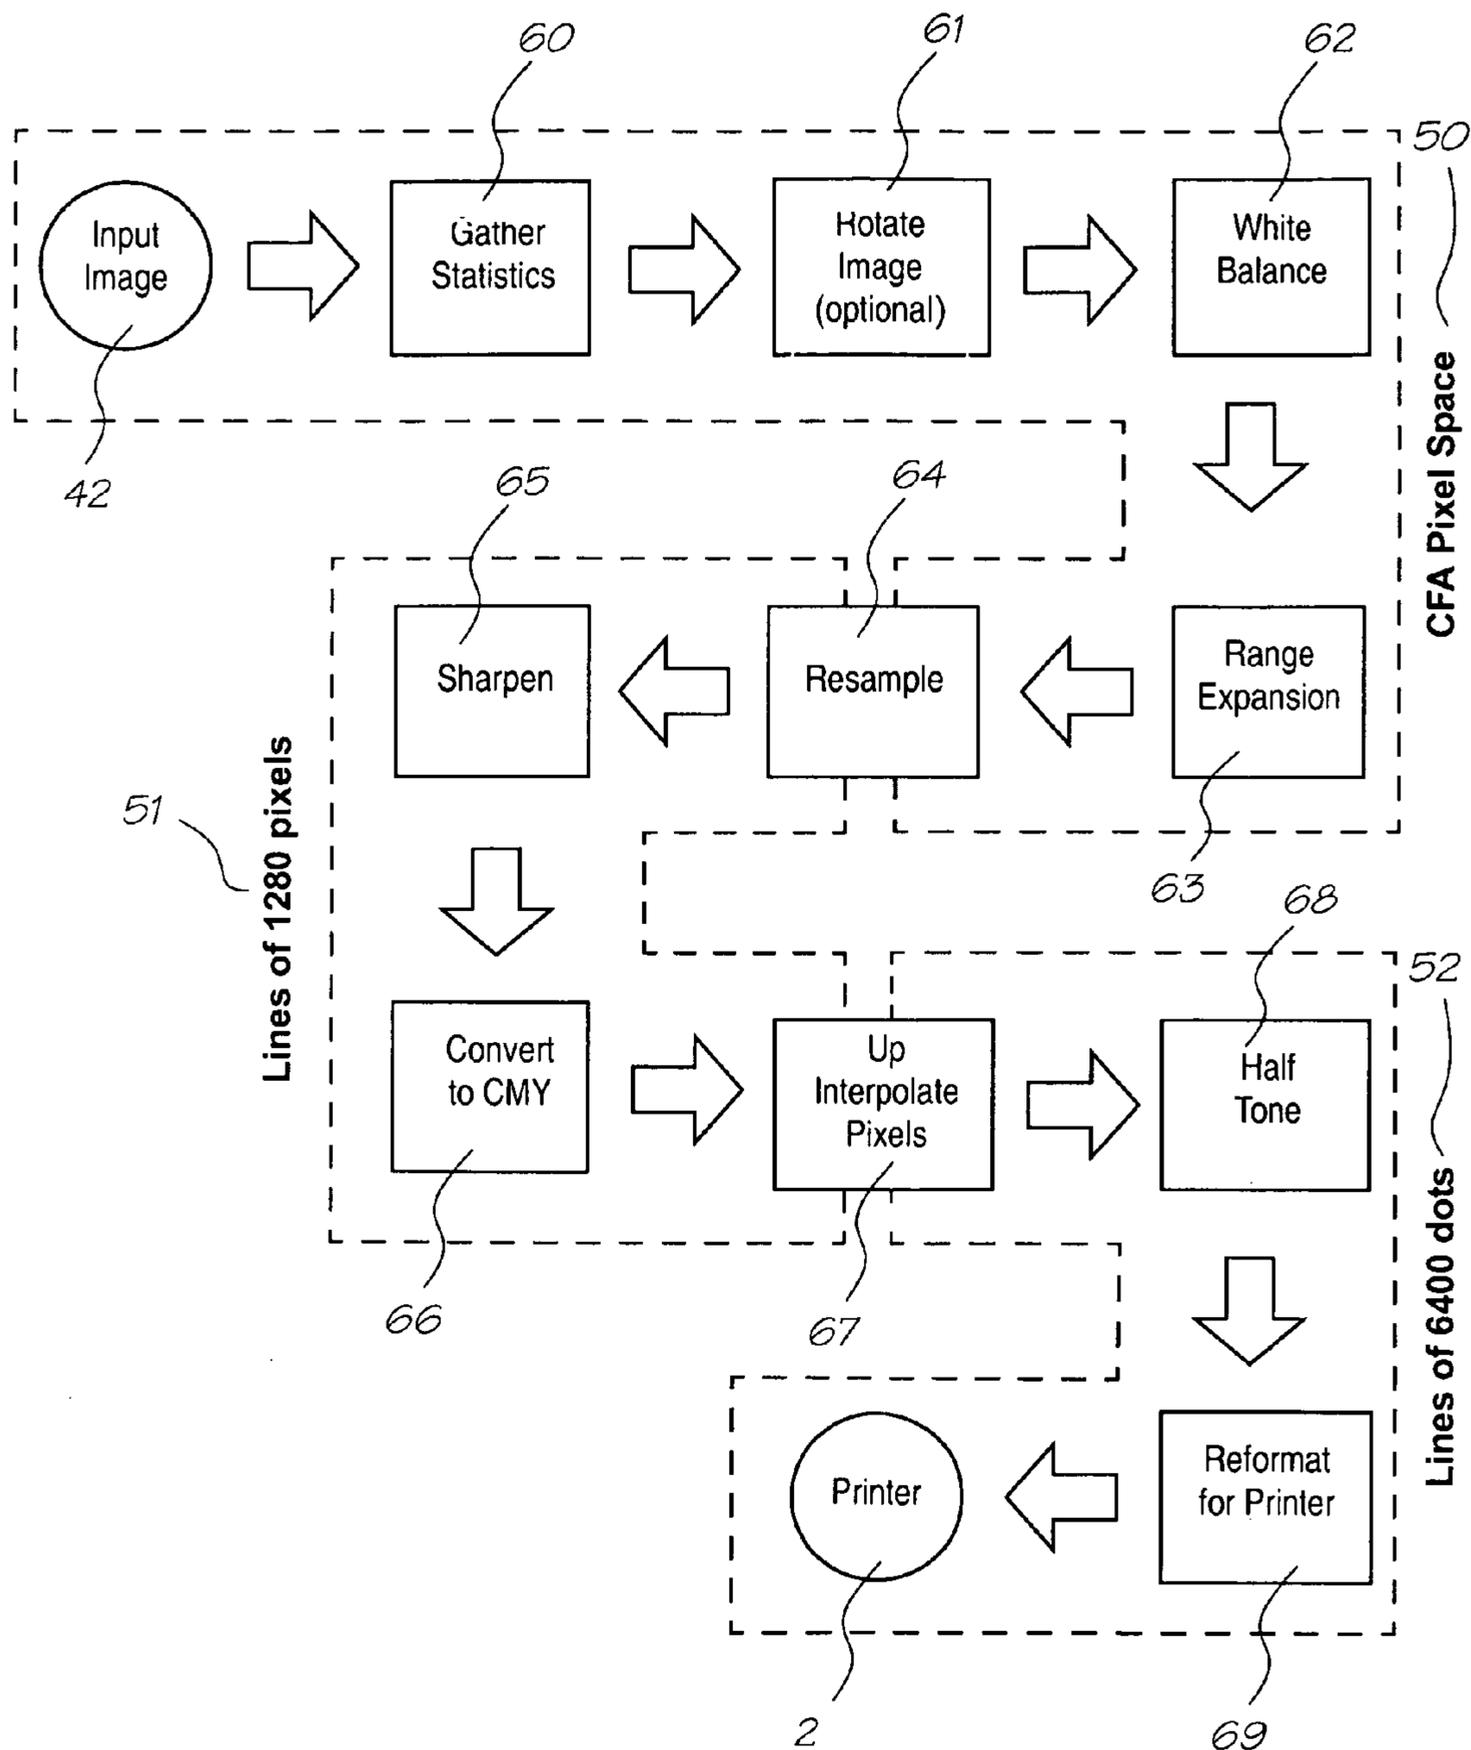 60
61
62
50
Input
Image
Gather
Statistics
Rotate
Image
(optional)
White
Balance
CFA Pixel Space
42
65
64
Sharpen
Resample
Range
Expansion
51
Lines of 1280 pixels
63
68
52
Convert
to CMY
Up
Interpolate
Pixels
Half
Tone
66
67
Lines of 6400 dots
Printer
Reformat
for Printer
2
69